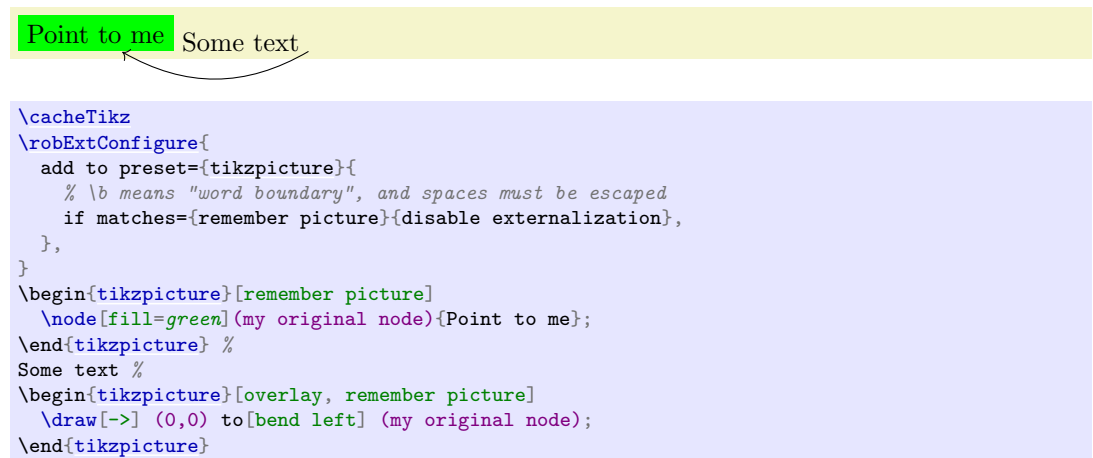 Point to me Some text
\cacheTikz
\robExtConfigure{
  add to preset={tikzpicture}{
    % \b means "word boundary", and spaces must be escaped
    if matches={remember picture}{disable externalization},
  },
}
\begin{tikzpicture}[remember picture]
  \node[fill=green](my original node){Point to me};
\end{tikzpicture} %
Some text %
\begin{tikzpicture}[overlay, remember picture]
  \draw[->] (0,0) to[bend left] (my original node);
\end{tikzpicture}